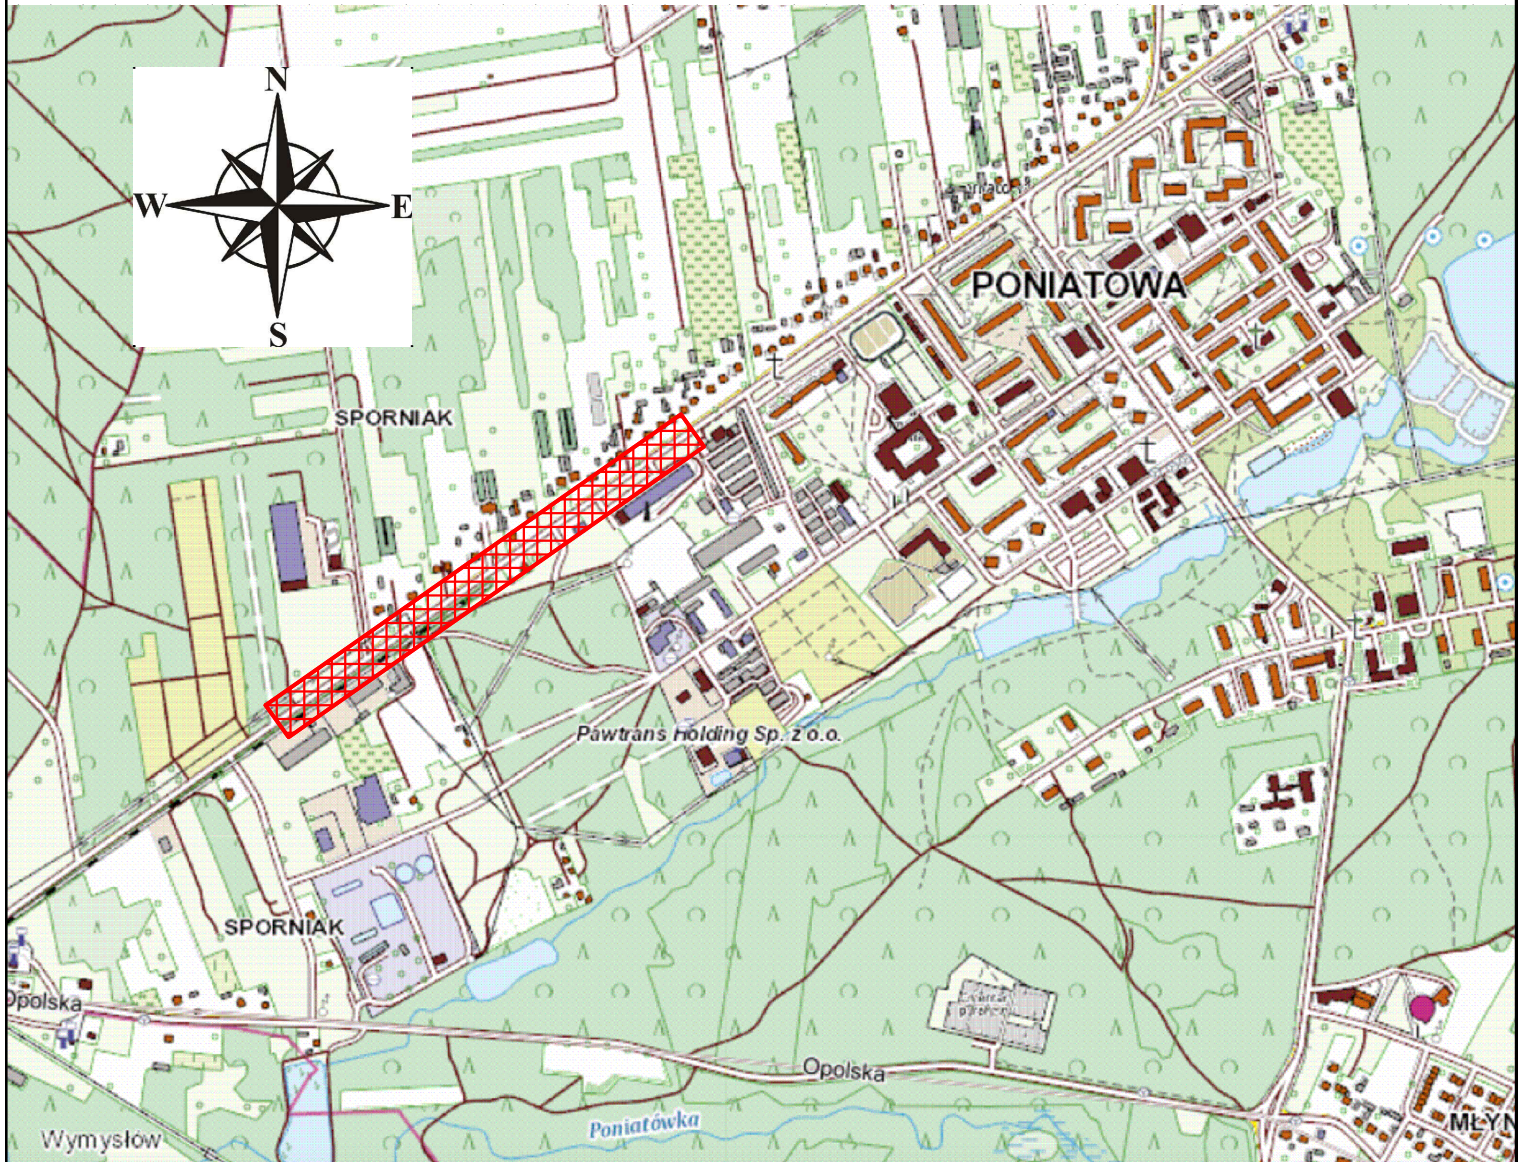 N
W E
S
PONIATOWA
SPORNIAK
Pawtrans Holding Sp. z o.o.
SPORNIAK
Opolska
Opolska
Poniatówka
Wymysłów
MŁYN